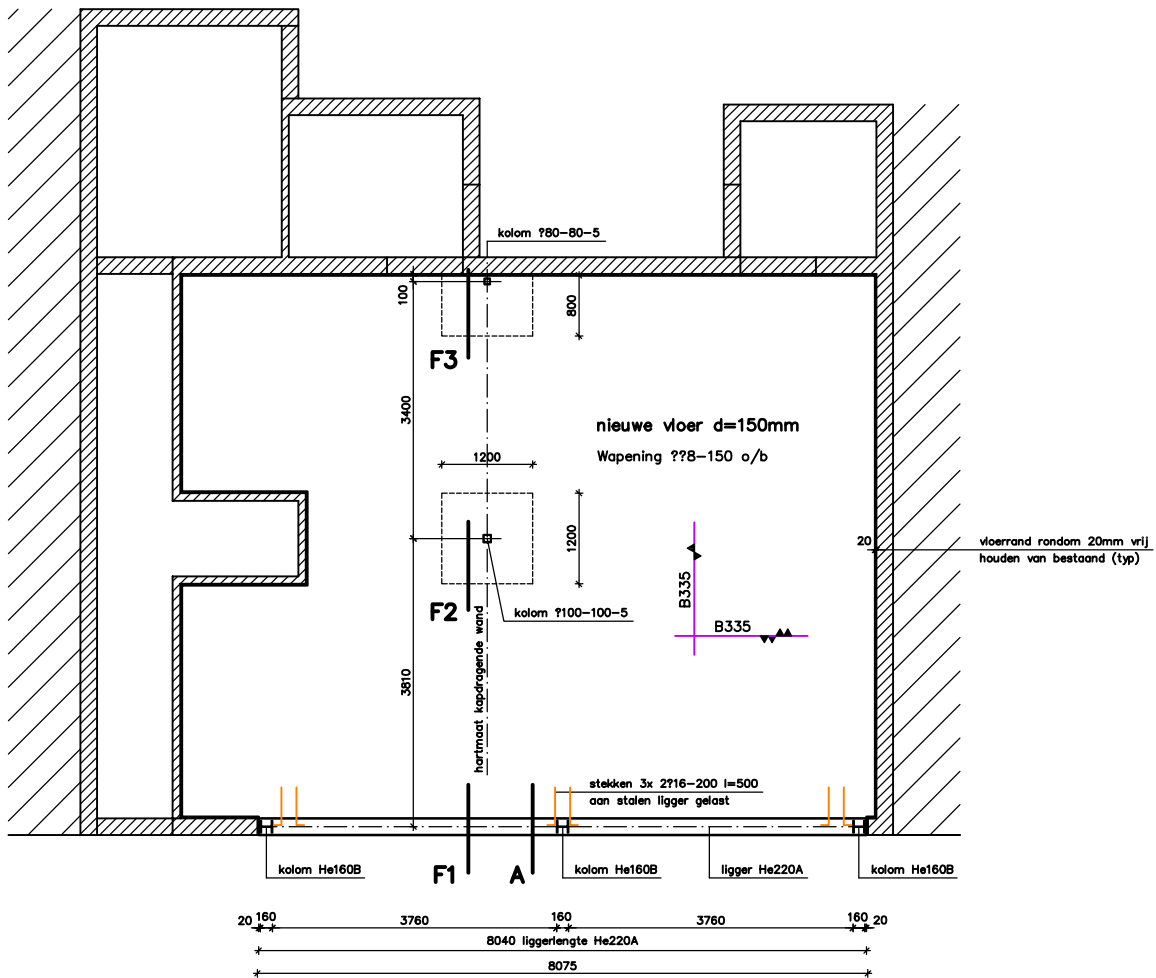 kolom ?80-80-5
100
800
F3
3400
nieuwe vloer d=150mm
Wapening ??8-150 o/b
1200
1200
20
vloerrand rondom 20mm vrij
houden van bestaand (typ)
B335
F2
kolom ?100-100-5
B335
hartmaat kapdragende wand
3810
stekken 3x 2?16-200 l=500
aan stalen ligger gelast
kolom He160B
F1
A
kolom He160B
ligger He220A
kolom He160B
20 160 3760 160 3760 160 20
8040 liggerlengte He220A
8075